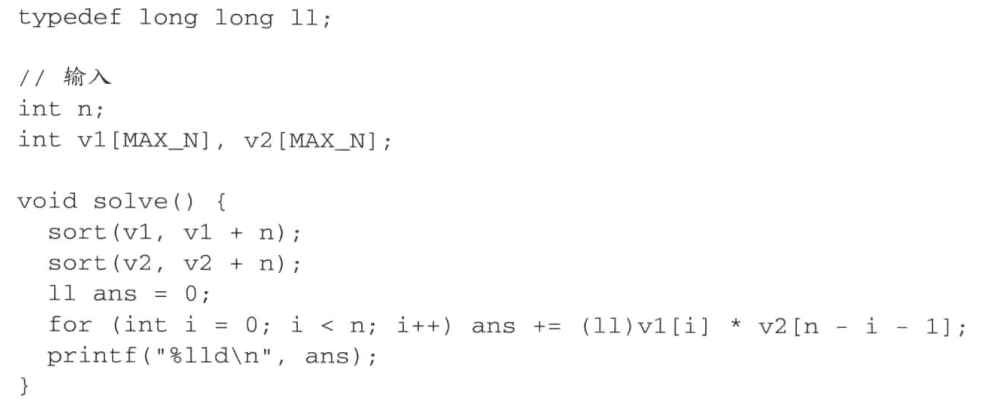 typedef long long ll;

// 输入
int n;
int v1[MAX_N], v2[MAX_N];

void solve() {
  sort(v1, v1 + n);
  sort(v2, v2 + n);
  ll ans = 0;
  for (int i = 0; i < n; i++) ans += (ll)v1[i] * v2[n - i - 1];
  printf("%lld\n", ans);
}